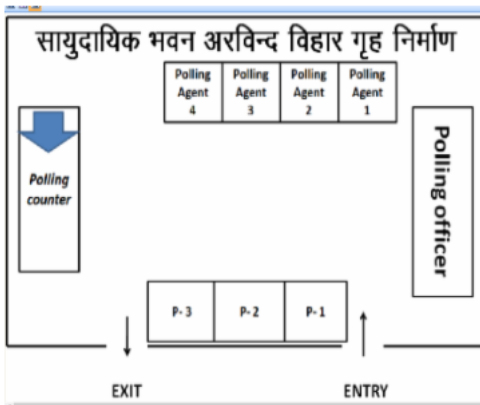 सायुदायिक भवन अरविन्द विहार गृह निर्माण
Polling Agent 4
Polling Agent 3
Polling Agent 2
Polling Agent 1
Polling counter
Polling officer
P- 3
P- 2
P- 1
EXIT
ENTRY